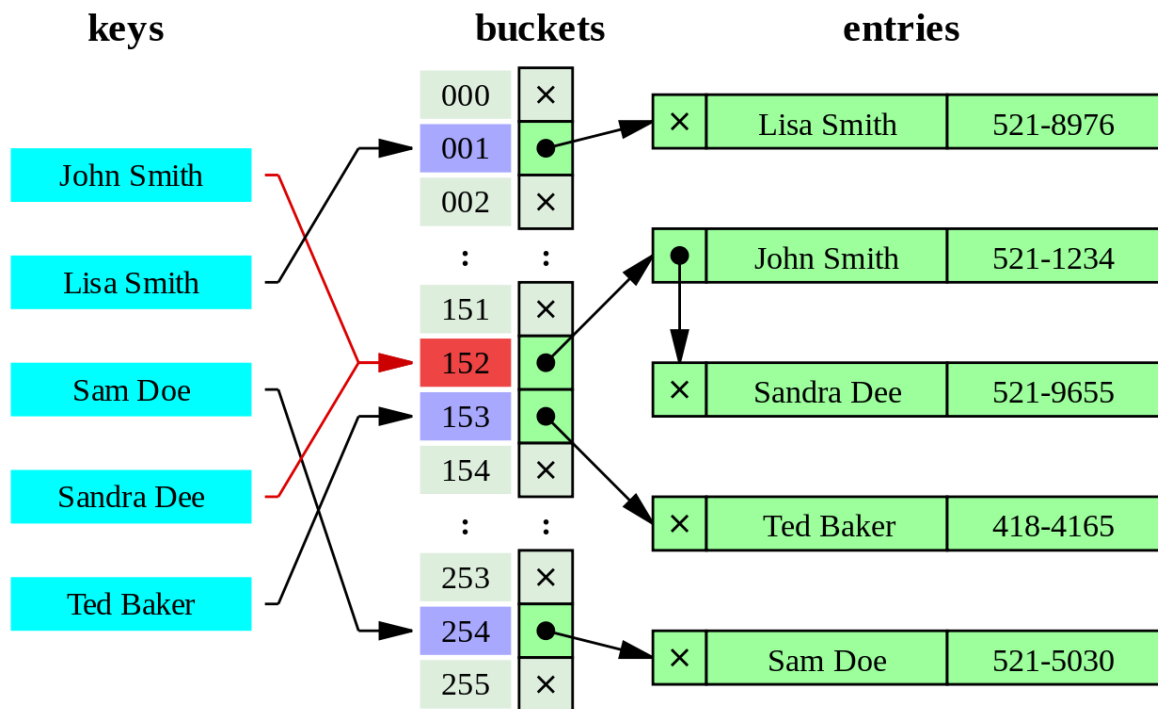 keys
buckets
entries
John Smith
Lisa Smith
Sam Doe
Sandra Dee
Ted Baker
000 ×
001
002 ×
: :
151 ×
152
153
154 ×
: :
253 ×
254
255 ×
× Lisa Smith 521-8976
John Smith 521-1234
× Sandra Dee 521-9655
× Ted Baker 418-4165
× Sam Doe 521-5030